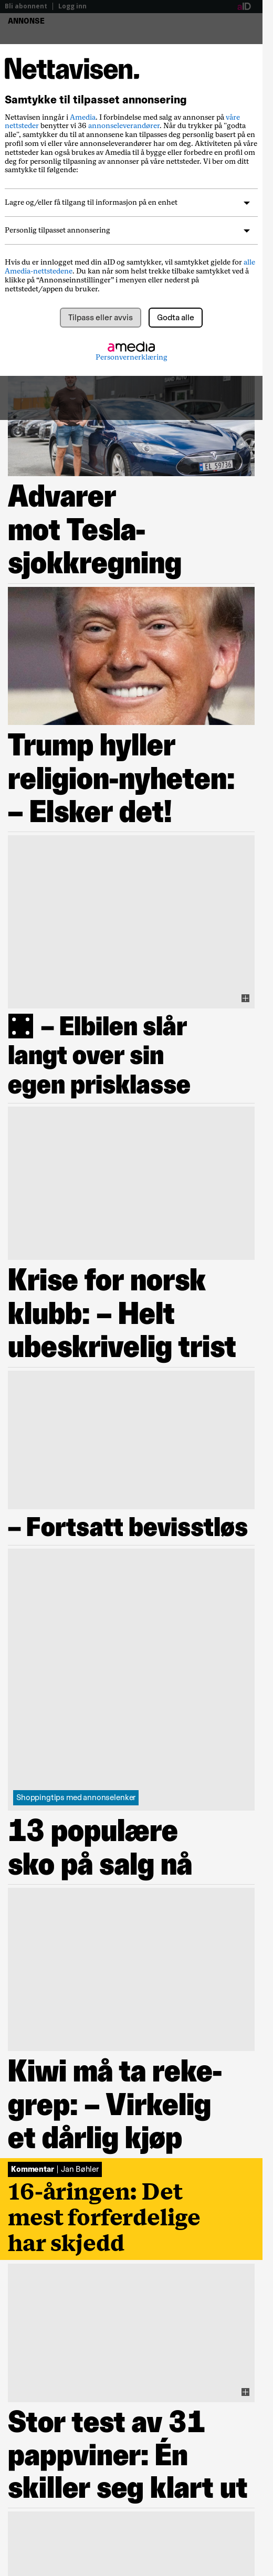 Bli abonnent | Logg inn
aID
ANNONSE
Nettavisen.
Samtykke til tilpasset annonsering
Nettavisen inngår i Amedia. I forbindelse med salg av annonser på våre
nettsteder benytter vi 36 annonseleverandører. Når du trykker på "godta
alle", samtykker du til at annonsene kan tilpasses deg personlig basert på en
profil som vi eller våre annonseleverandører har om deg. Aktiviteten på våre
nettsteder kan også brukes av Amedia til å bygge eller forbedre en profil om
deg for personlig tilpasning av annonser på våre nettsteder. Vi ber om ditt
samtykke til følgende:
Lagre og/eller få tilgang til informasjon på en enhet
Personlig tilpasset annonsering
Hvis du er innlogget med din aID og samtykker, vil samtykket gjelde for alle
Amedia-nettstedene. Du kan når som helst trekke tilbake samtykket ved å
klikke på “Annonseinnstillinger” i menyen eller nederst på
nettstedet/appen du bruker.
Tilpass eller avvis
Godta alle
amedia
Personvernerklæring
EL 59736
Advarer
mot Tesla-
sjokkregning
Trump hyller
religion-nyheten:
– Elsker det!
– Elbilen slår
langt over sin
egen prisklasse
Krise for norsk
klubb: – Helt
ubeskrivelig trist
– Fortsatt bevisstløs
Shoppingtips med annonselenker
13 populære
sko på salg nå
Kiwi må ta reke-
grep: – Virkelig
et dårlig kjøp
Kommentar | Jan Bøhler
16-åringen: Det
mest forferdelige
har skjedd
Stor test av 31
pappviner: Én
skiller seg klart ut